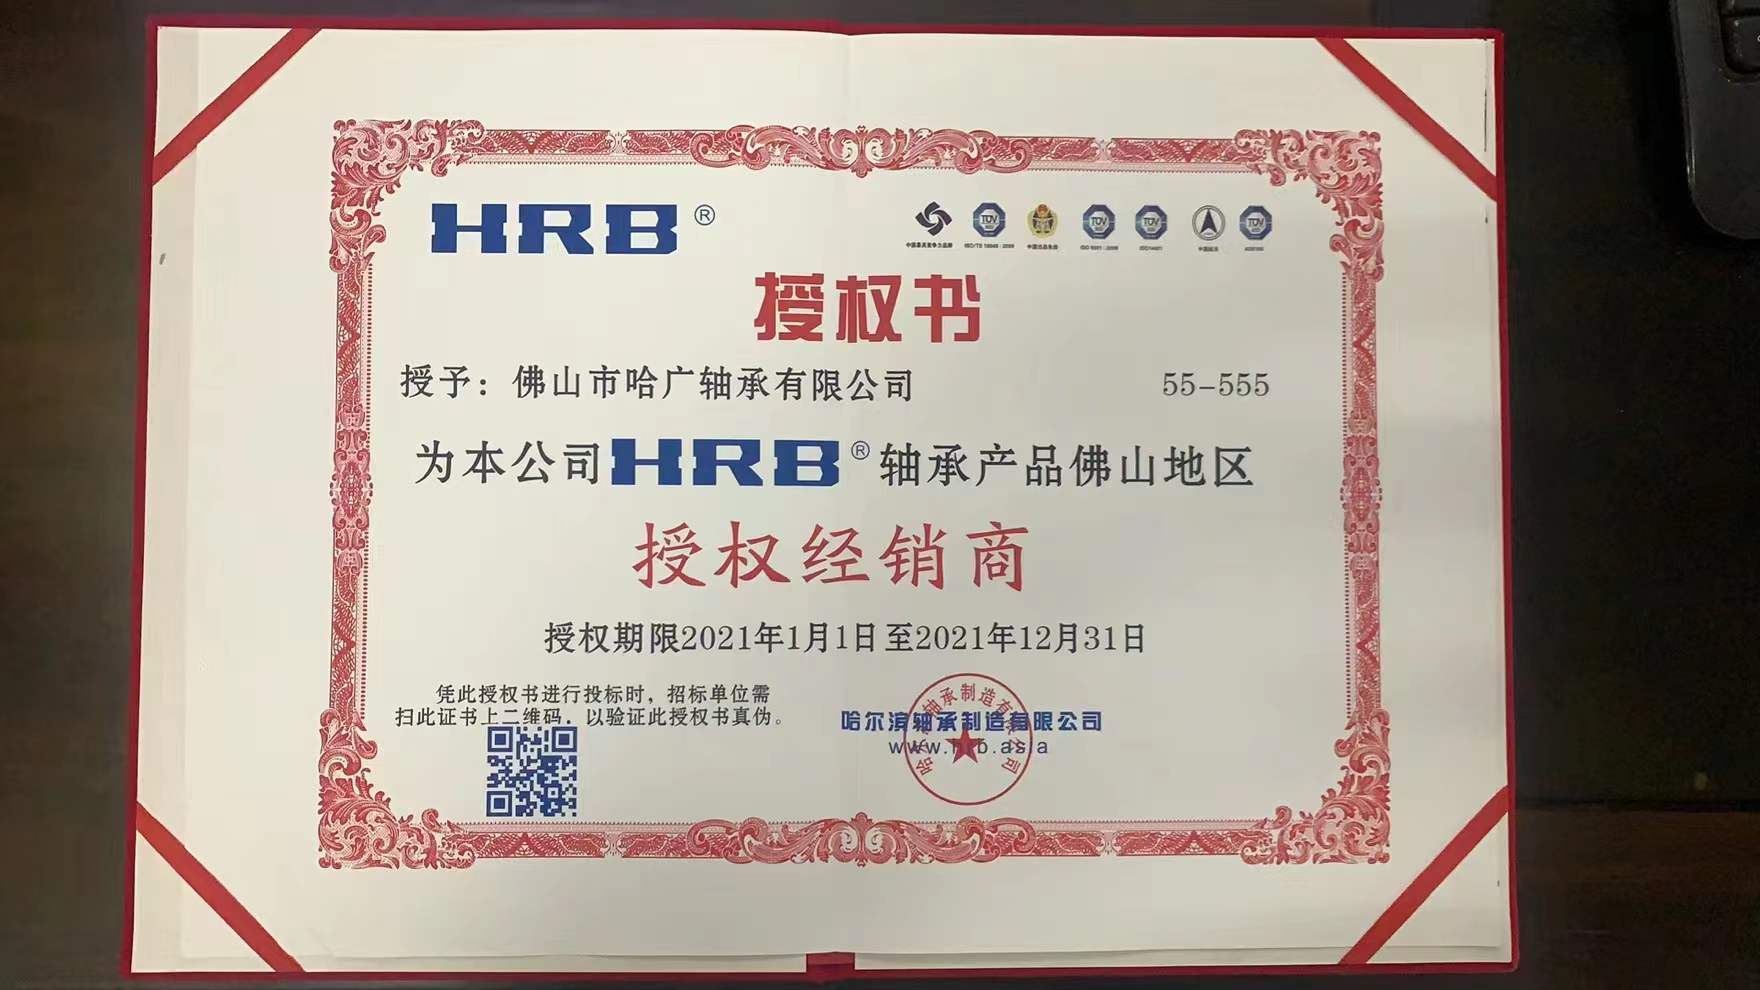 HRB®
授权书
授予：佛山市哈广轴承有限公司 55-555
为本公司HRB®轴承产品佛山地区
授权经销商
授权期限2021年1月1日至2021年12月31日
凭此授权书进行投标时，招标单位需
扫此证书上二维码，以验证此授权书真伪。
哈尔滨轴承制造有限公司
www.hrb.asia